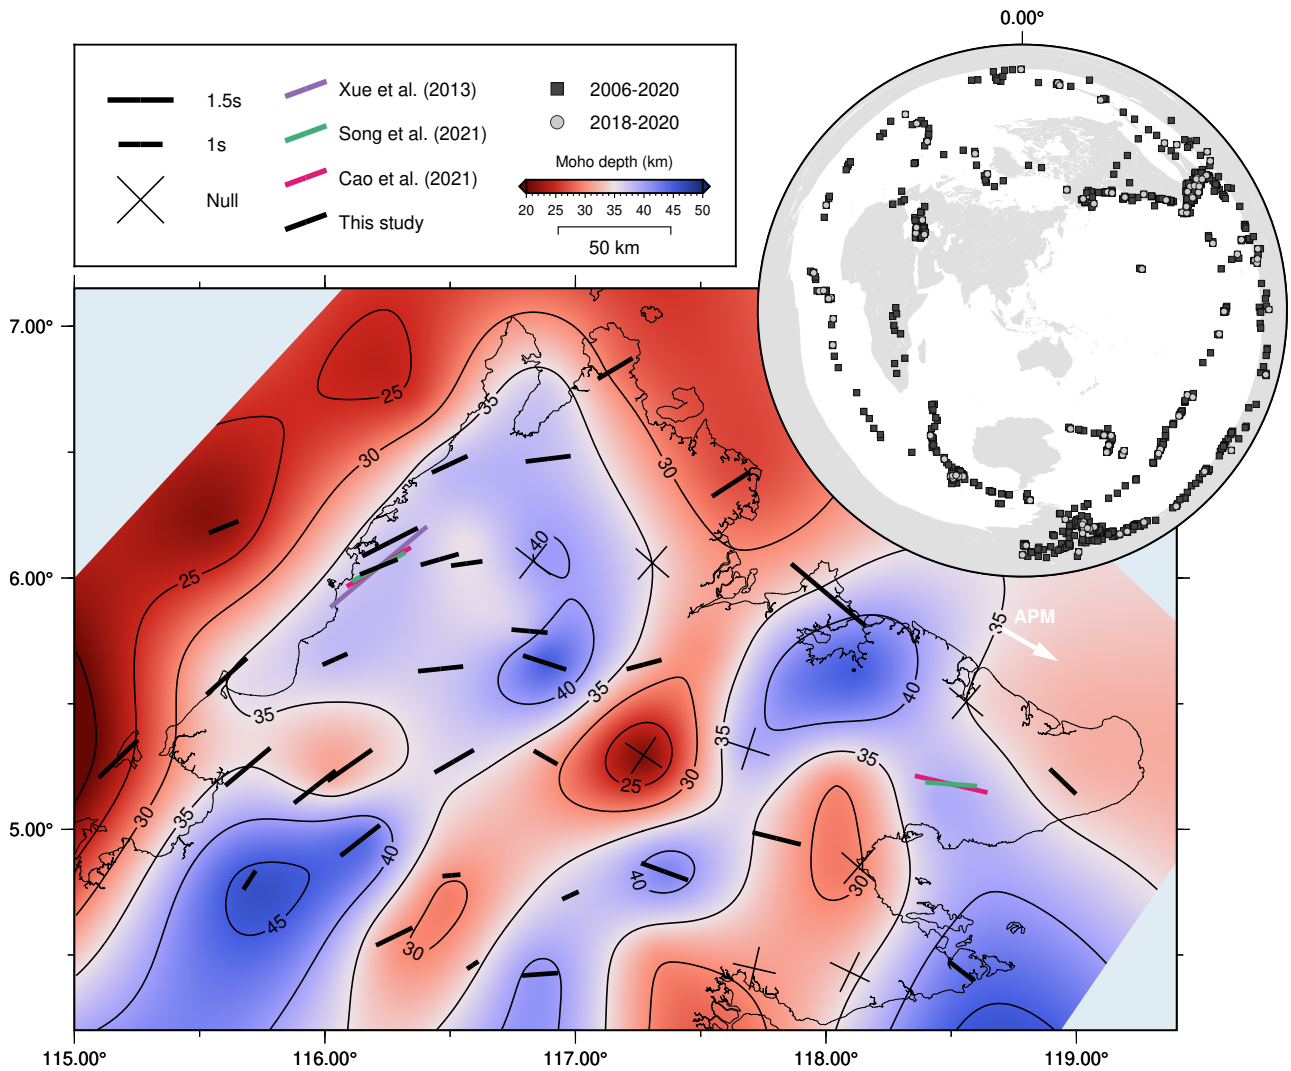 0.00°
1.5s
1s
Null
Xue et al. (2013)
Song et al. (2021)
Cao et al. (2021)
This study
2006-2020
2018-2020
Moho depth (km)
20 25 30 35 40 45 50
50 km
7.00°
6.00°
5.00°
25
35
30
30
40
25
35
APM
40
35
40
35
35
35
30
25
30
35
40
40
30
45
30
115.00° 116.00° 117.00° 118.00° 119.00°